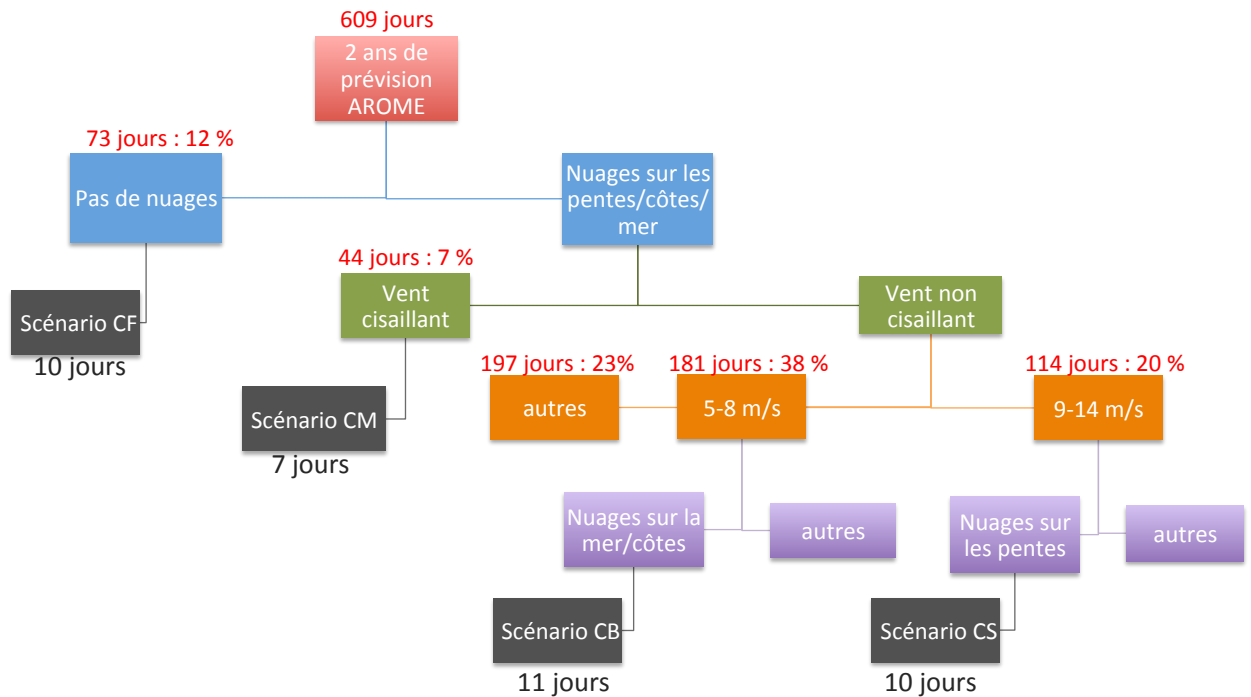 609 jours
2 ans de
prévision
AROME
73 jours : 12 %
Pas de nuages
Nuages sur les
pentes/côtes/
mer
44 jours : 7 %
Vent
cisaillant
Vent non
cisaillant
Scénario CF
10 jours
197 jours : 23%
181 jours : 38 %
114 jours : 20 %
autres
5-8 m/s
9-14 m/s
Scénario CM
7 jours
Nuages sur la
mer/côtes
autres
Nuages sur
les pentes
autres
Scénario CB
11 jours
Scénario CS
10 jours